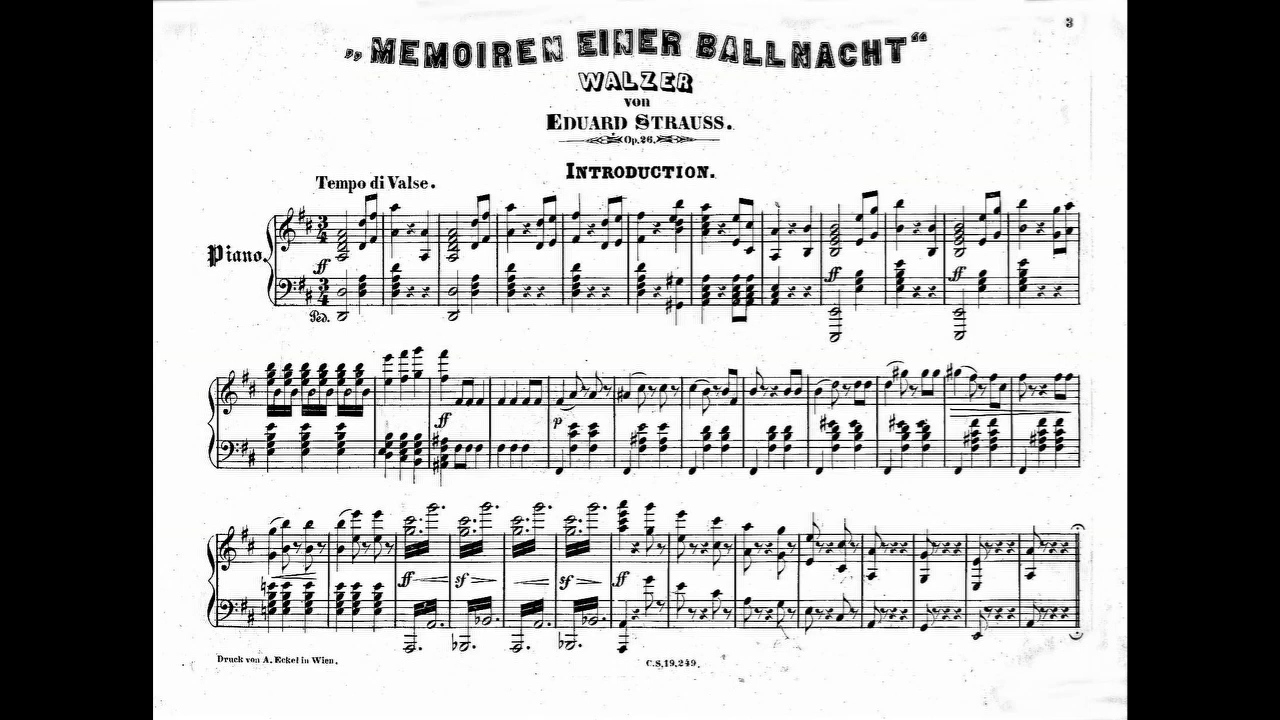 3
„MEMOIREN EINER BALLNACHT“
WALZER
von
EDUARD STRAUSS.
Op. 26.
INTRODUCTION.
Tempo di Valse.
Piano.
ff
ff
ff
Ped.
ff
p
ff
sf
sf
ff
Druck von A. Eckel in Wien.
C.S.19,249.